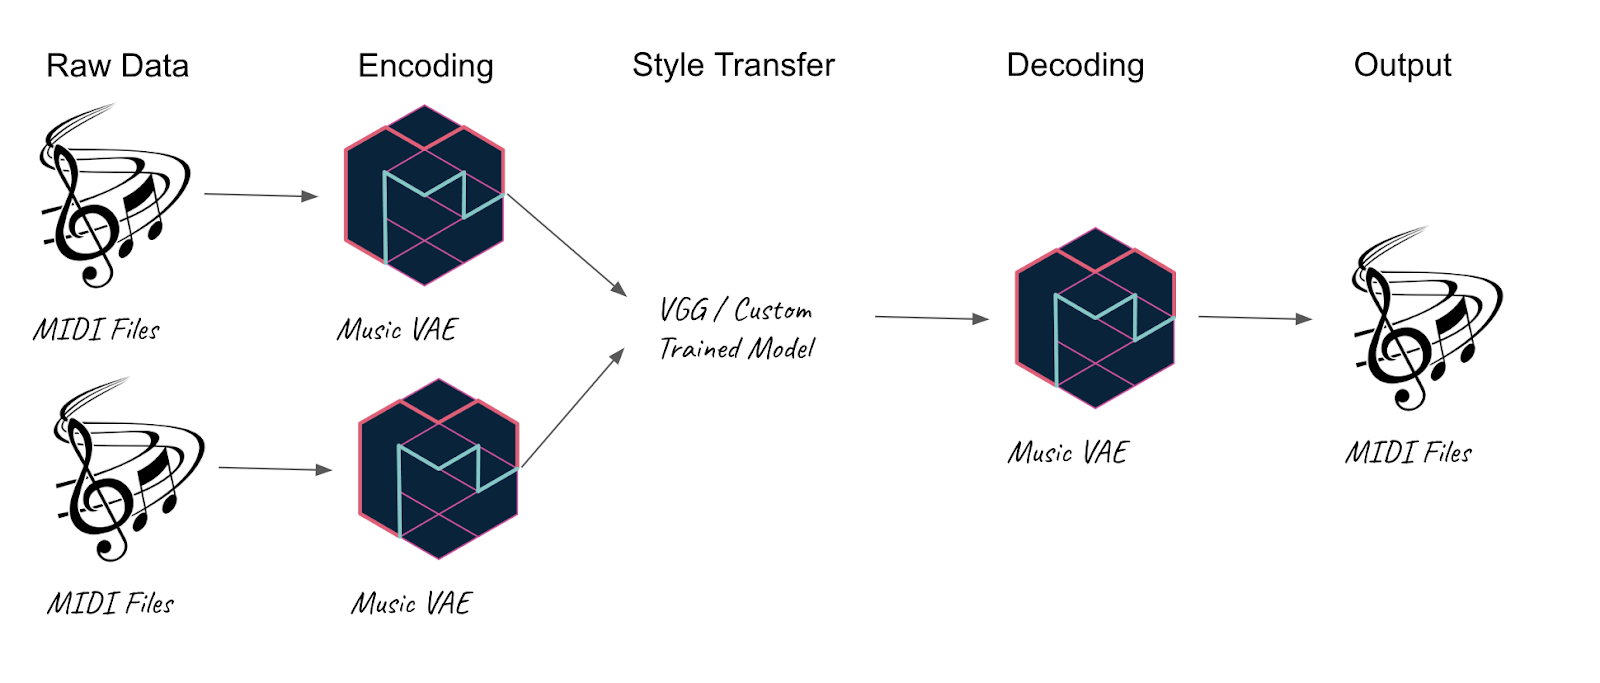 Raw Data
Encoding
Style Transfer
Decoding
Output
MIDI Files
Music VAE
VGG / Custom
Trained Model
Music VAE
MIDI Files
MIDI Files
Music VAE